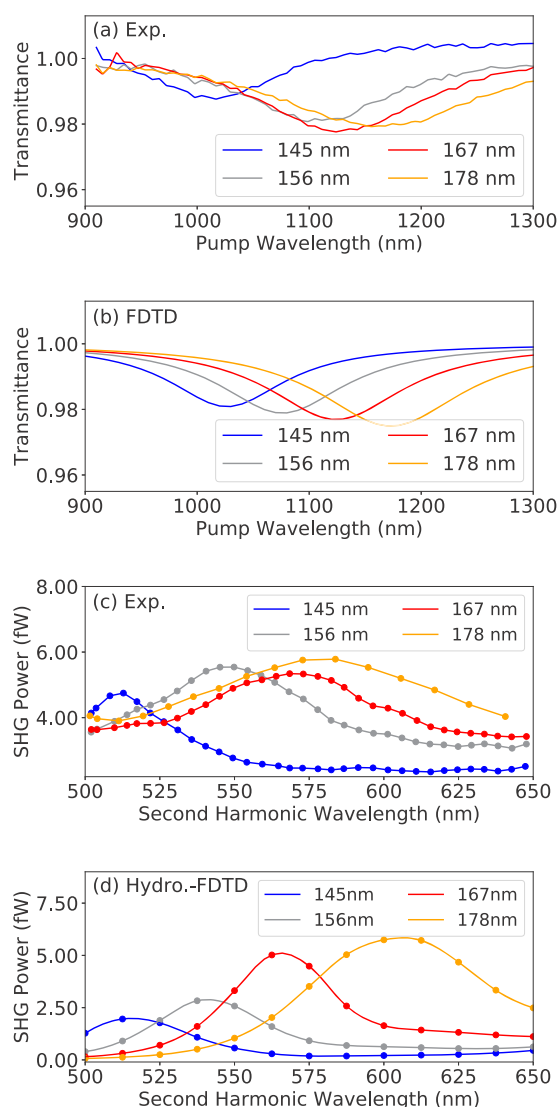 (a) Exp.
1.00
0.98
0.96
Transmittance
145 nm
167 nm
156 nm
178 nm
900
1000
1100
1200
1300
Pump Wavelength (nm)
(b) FDTD
1.00
0.98
0.96
Transmittance
145 nm
167 nm
156 nm
178 nm
900
1000
1100
1200
1300
Pump Wavelength (nm)
(c) Exp.
8.00
6.00
4.00
SHG Power (fW)
145 nm
167 nm
156 nm
178 nm
500
525
550
575
600
625
650
Second Harmonic Wavelength (nm)
(d) Hydro.-FDTD
7.50
5.00
2.50
0.00
SHG Power (fW)
145nm
167nm
156nm
178nm
500
525
550
575
600
625
650
Second Harmonic Wavelength (nm)